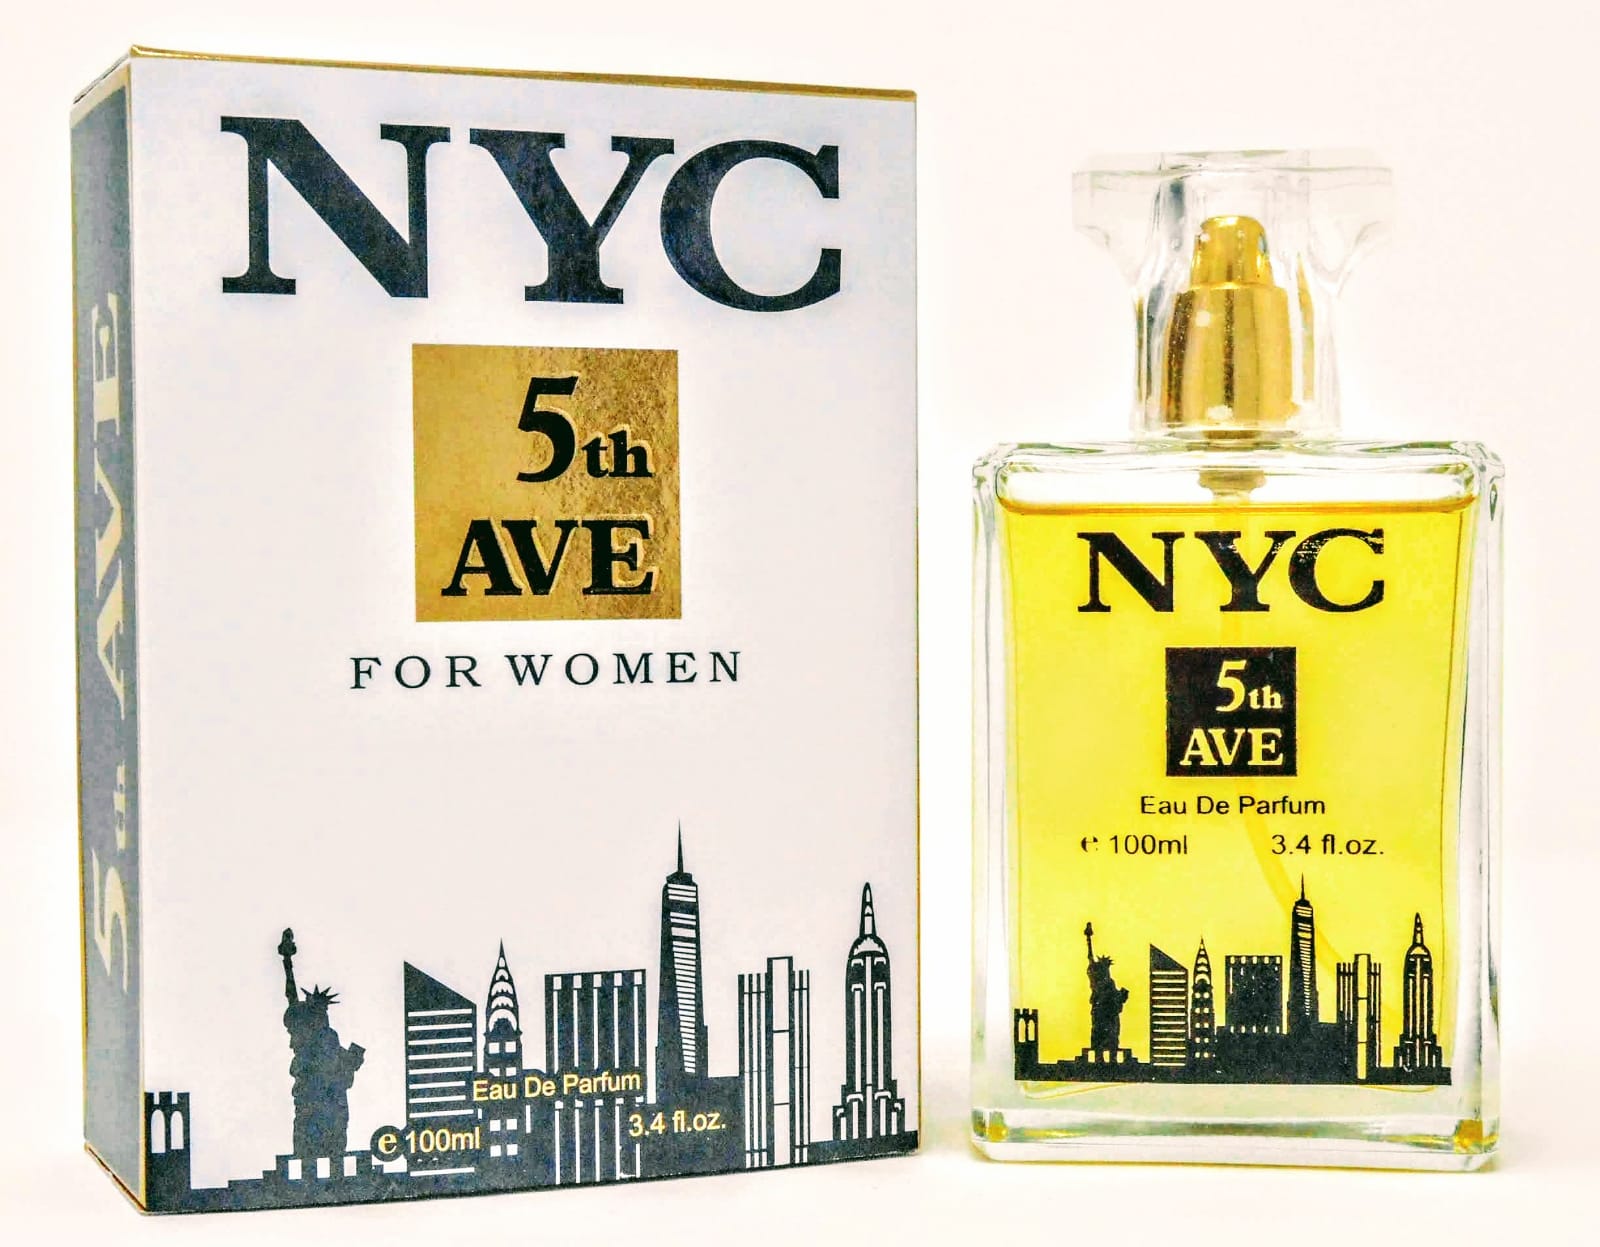 NYC
5th
AVE
FOR WOMEN
Eau De Parfum
e 100ml 3.4 fl.oz.
5th AVE
NYC
5th
AVE
Eau De Parfum
e 100ml 3.4 fl.oz.